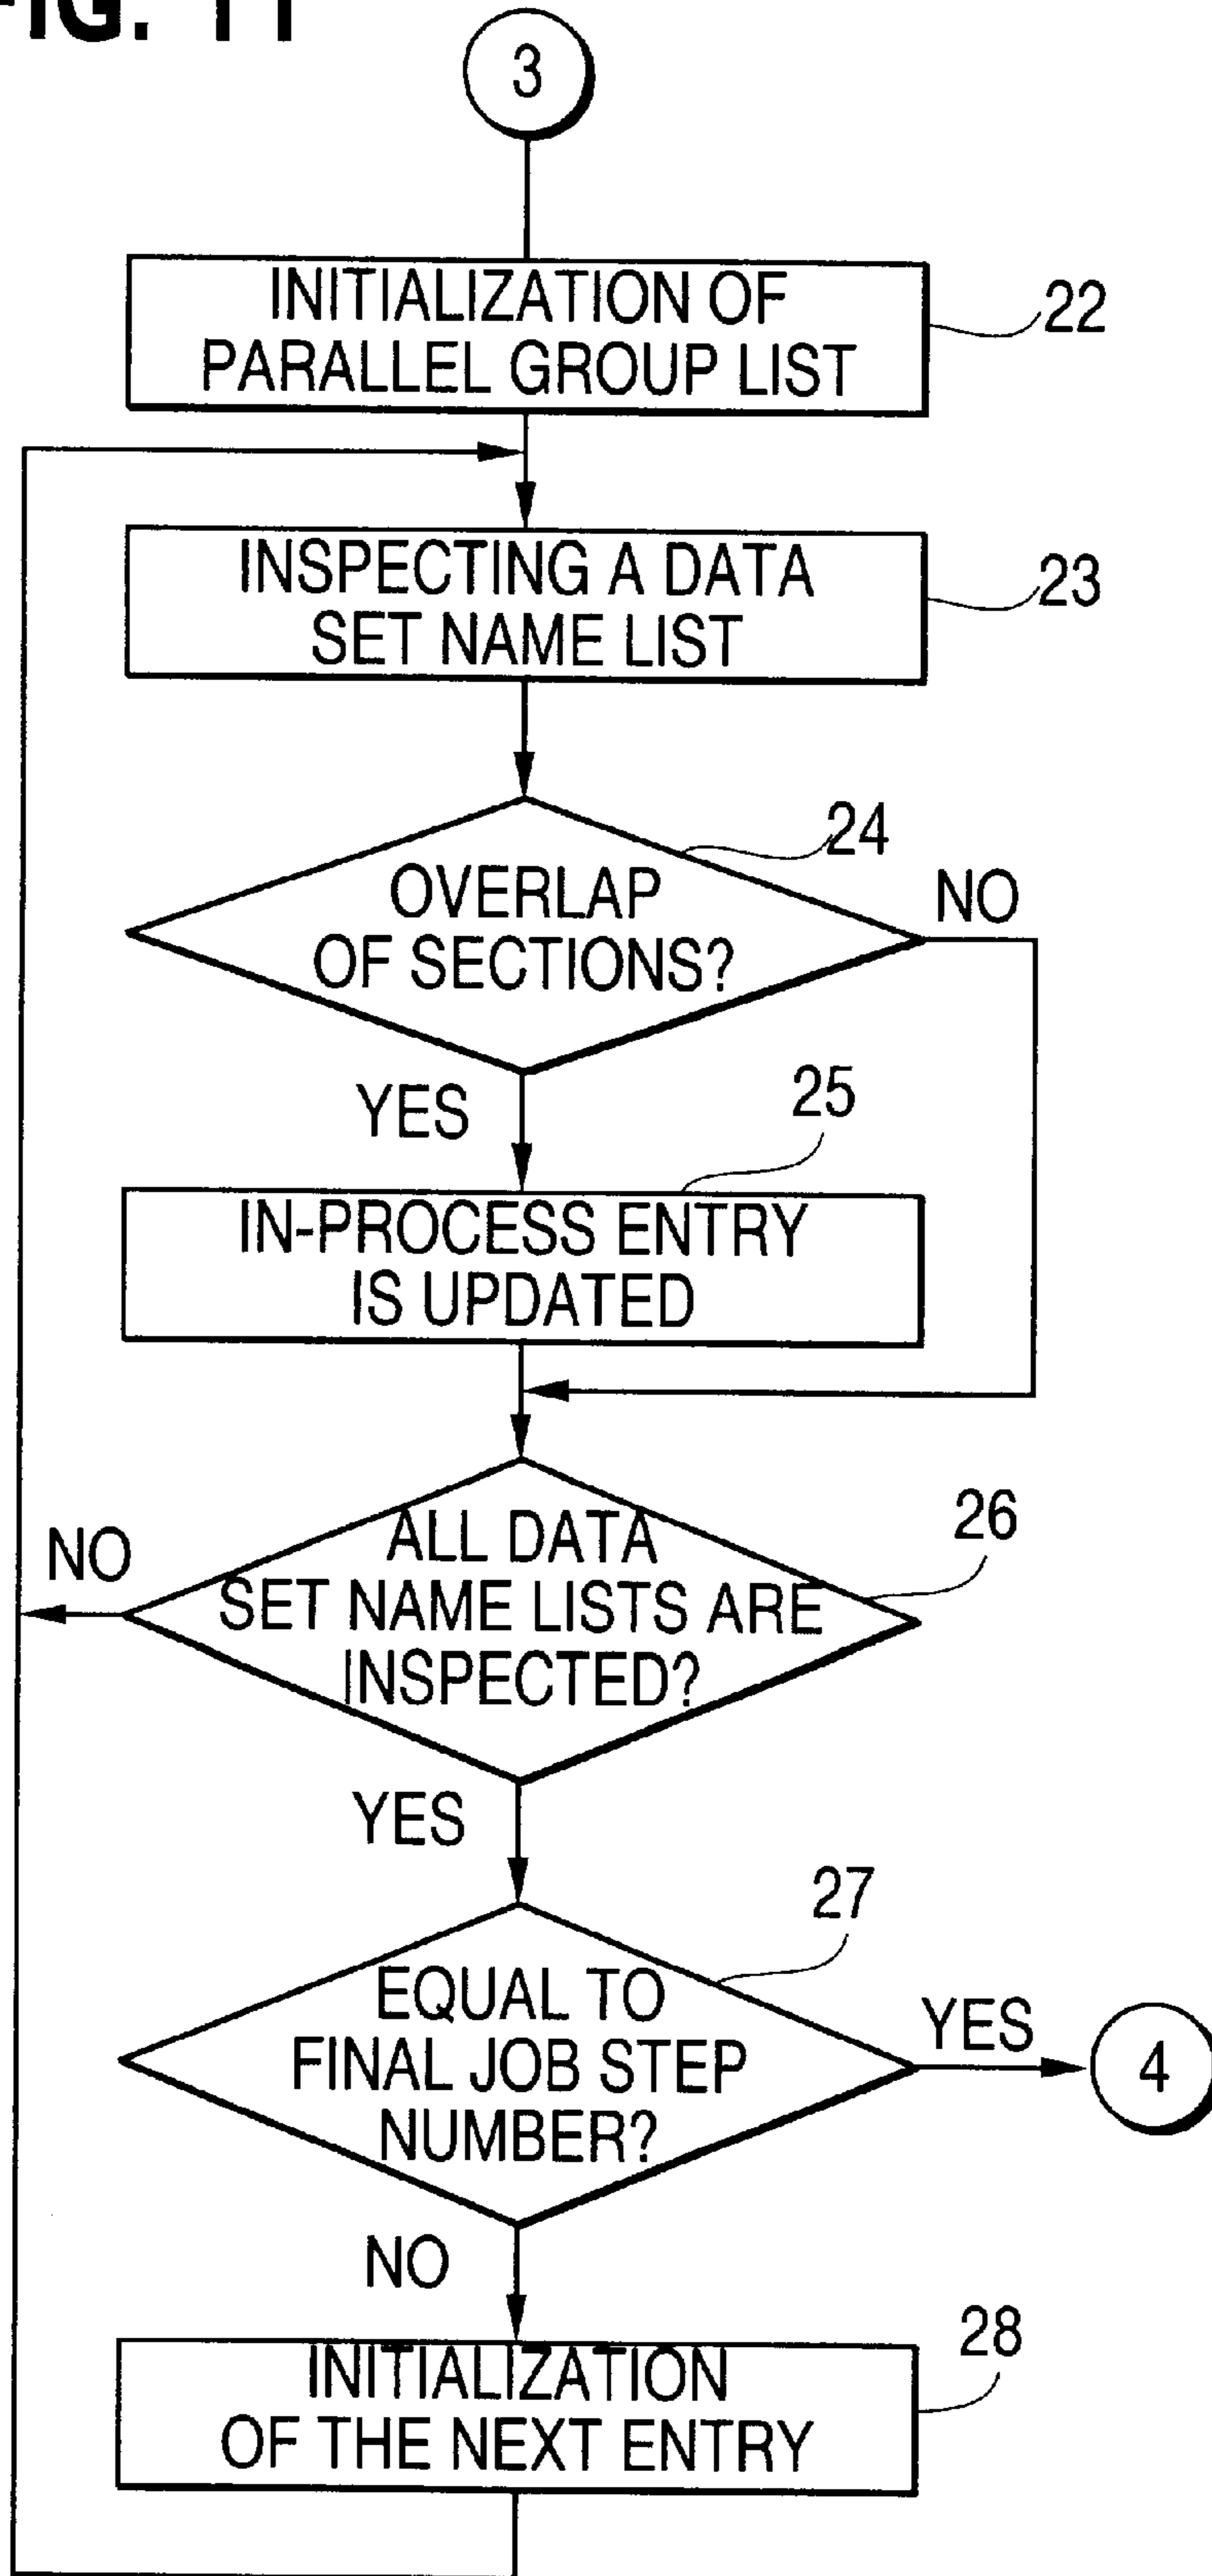 FIG. 11
3
INITIALIZATION OF
PARALLEL GROUP LIST
22
INSPECTING A DATA
SET NAME LIST
23
24
OVERLAP
OF SECTIONS?
NO
YES
25
IN-PROCESS ENTRY
IS UPDATED
26
NO
ALL DATA
SET NAME LISTS ARE
INSPECTED?
YES
27
EQUAL TO
FINAL JOB STEP
NUMBER?
YES
4
NO
28
INITIALIZATION
OF THE NEXT ENTRY